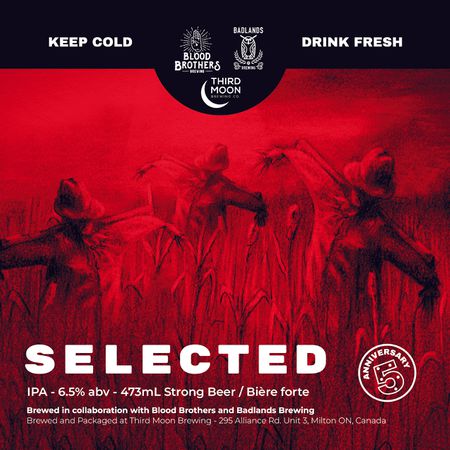 KEEP COLD
BLOOD
BROTHERS
BREWING
BADLANDS
BREWING
THIRD
MOON
BREWING CO.
DRINK FRESH
SELECTED
ANNIVERSARY
5
IPA - 6.5% abv - 473mL Strong Beer / Bière forte
Brewed in collaboration with Blood Brothers and Badlands Brewing
Brewed and Packaged at Third Moon Brewing - 295 Alliance Rd. Unit 3, Milton ON, Canada